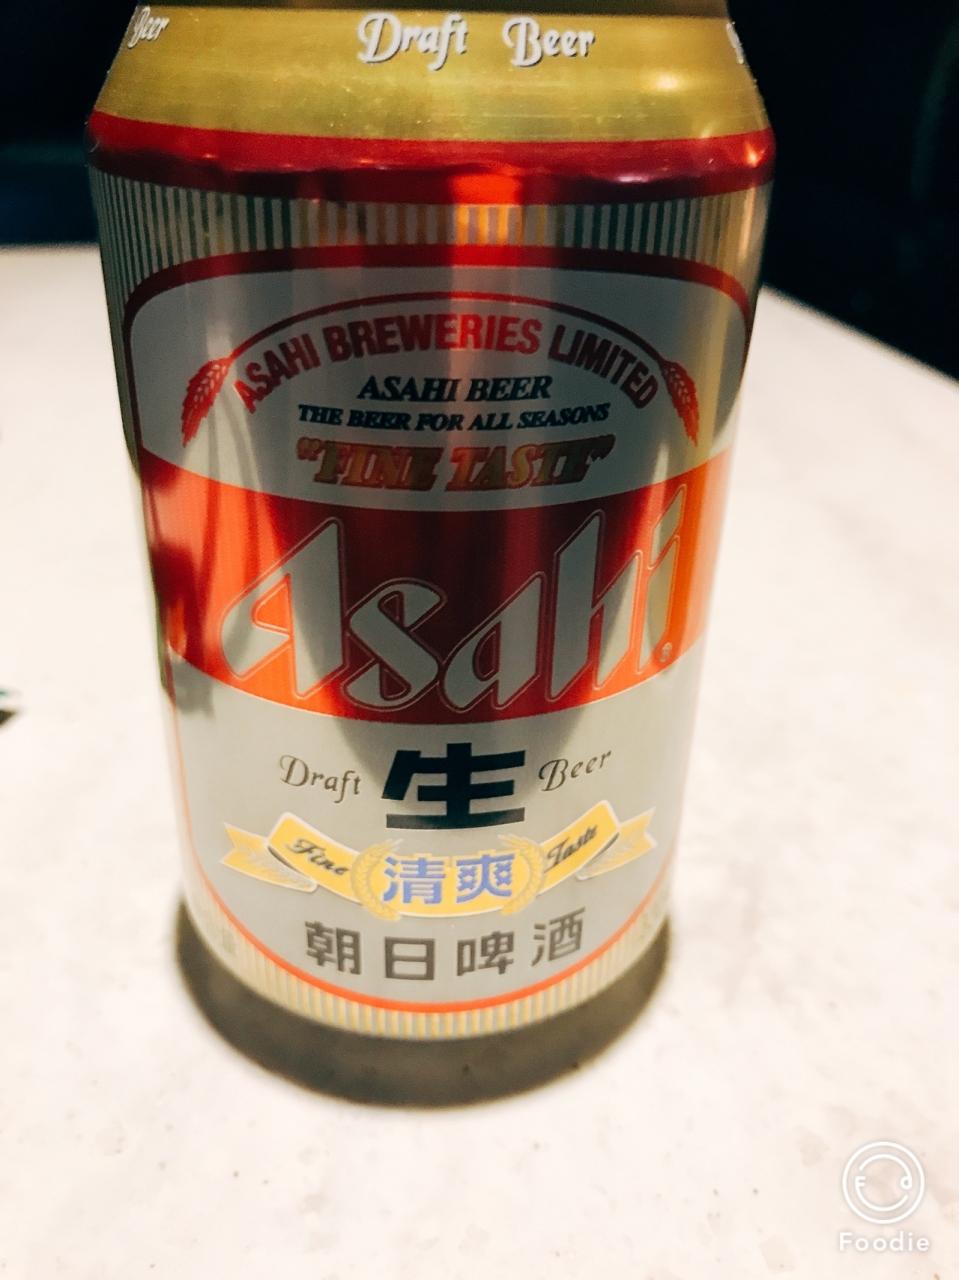 Beer
Draft Beer
ASAHI BREWERIES LIMITED
ASAHI BEER
THE BEER FOR ALL SEASONS
"FINE TASTE"
Asahi®
Draft 生 Beer
Fine 清爽 Taste
朝日啤酒
Foodie